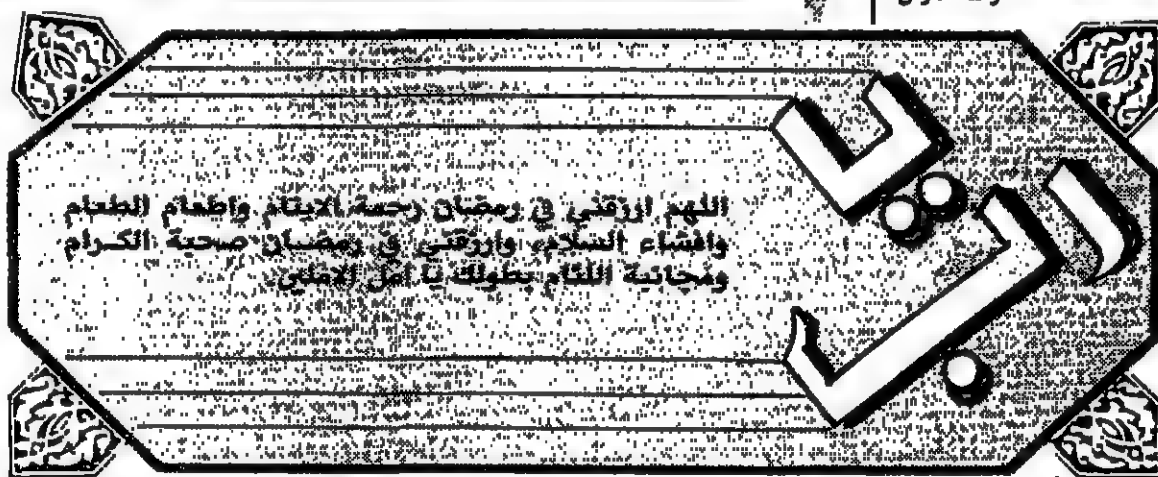 يا رب
اللهم ارزقني في رمضان رحمة الايتام واطعام الطعام
وافشاء السلام، وارزقني في رمضان صحبة الكرام
ومجانبة اللئام بطولك يا امل الاملين.